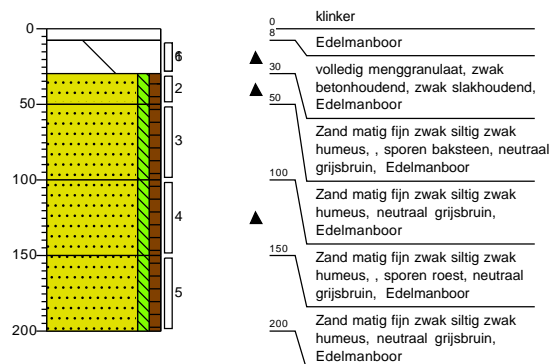 0
50
100
150
200
6
2
3
4
5
0
klinker
8
Edelmanboor
30
volledig menggranulaat, zwak
betonhoudend, zwak slakhoudend,
Edelmanboor
50
Zand matig fijn zwak siltig zwak
humeus, , sporen baksteen, neutraal
grijsbruin, Edelmanboor
100
Zand matig fijn zwak siltig zwak
humeus, neutraal grijsbruin,
Edelmanboor
150
Zand matig fijn zwak siltig zwak
humeus, , sporen roest, neutraal
grijsbruin, Edelmanboor
200
Zand matig fijn zwak siltig zwak
humeus, neutraal grijsbruin,
Edelmanboor